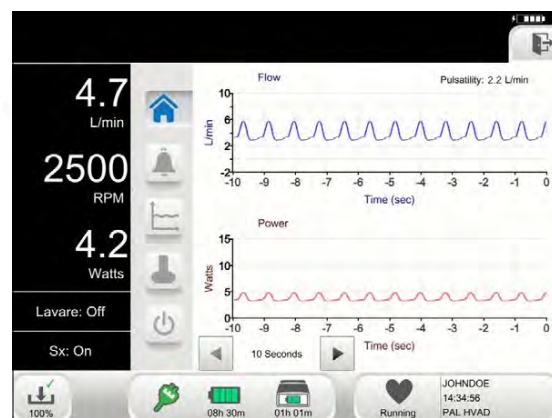 4.7
L/min
2500
RPM
4.2
Watts
Lavare: Off
Sx: On
Flow
Pulsatility: 2.2 L/min
L/min
10
6
2
-2
-10 -9 -8 -7 -6 -5 -4 -3 -2 -1 0
Time (sec)
Power
Watts
15
10
5
0
-10 -9 -8 -7 -6 -5 -4 -3 -2 -1 0
Time (sec)
10 Seconds
100%
08h 30m
01h 01m
Running
JOHNDOE
14:34:56
PAL HVAD